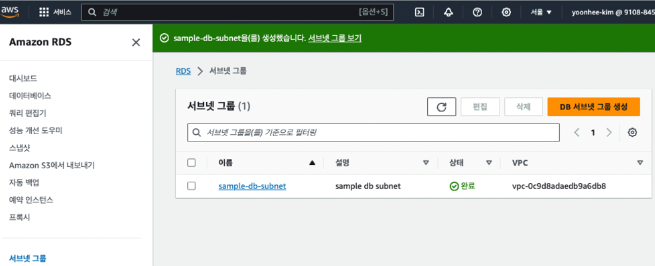 aws
서비스
검색
[옵션+S]
서울
yoonhee-kim @ 9108-845
Amazon RDS
sample-db-subnet을(를) 생성했습니다. 서브넷 그룹 보기
대시보드
데이터베이스
쿼리 편집기
성능 개선 도우미
스냅샷
Amazon S3에서 내보내기
자동 백업
예약 인스턴스
프록시
서브넷 그룹
RDS > 서브넷 그룹
서브넷 그룹 (1)
편집
삭제
DB 서브넷 그룹 생성
서브넷 그룹을(를) 기준으로 필터링
1
이름
설명
상태
VPC
sample-db-subnet
sample db subnet
완료
vpc-0c9d8adaedb9a6db8